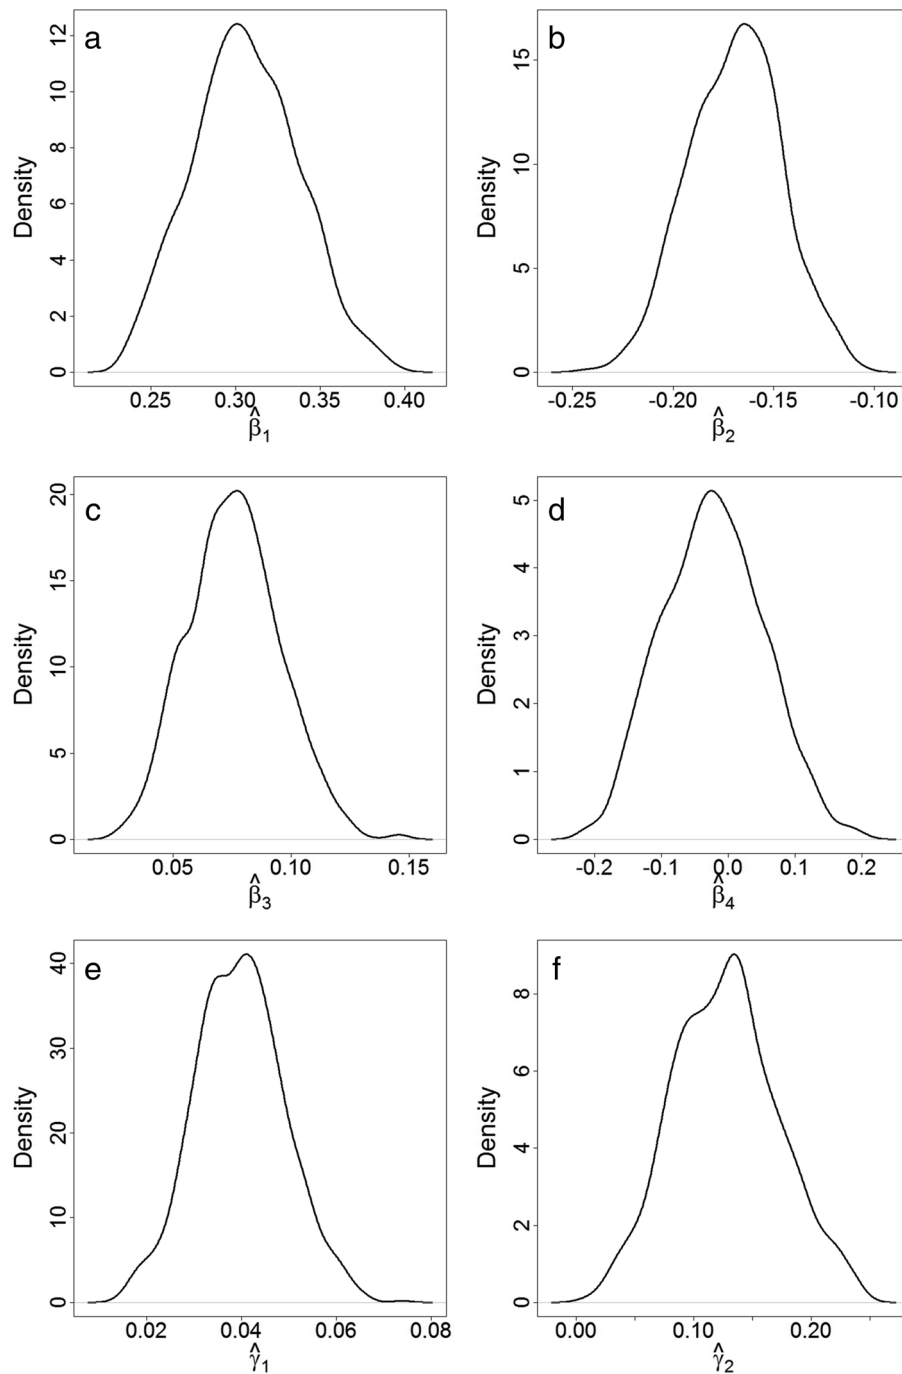 a
Density
12
10
8
6
4
2
0
0.25 0.30 0.35 0.40
β̂1
b
Density
15
10
5
0
-0.25 -0.20 -0.15 -0.10
β̂2
c
Density
20
15
10
5
0
0.05 0.10 0.15
β̂3
d
Density
5
4
3
2
1
0
-0.2 -0.1 0.0 0.1 0.2
β̂4
e
Density
40
30
20
10
0
0.02 0.04 0.06 0.08
γ̂1
f
Density
8
6
4
2
0
0.00 0.10 0.20
γ̂2